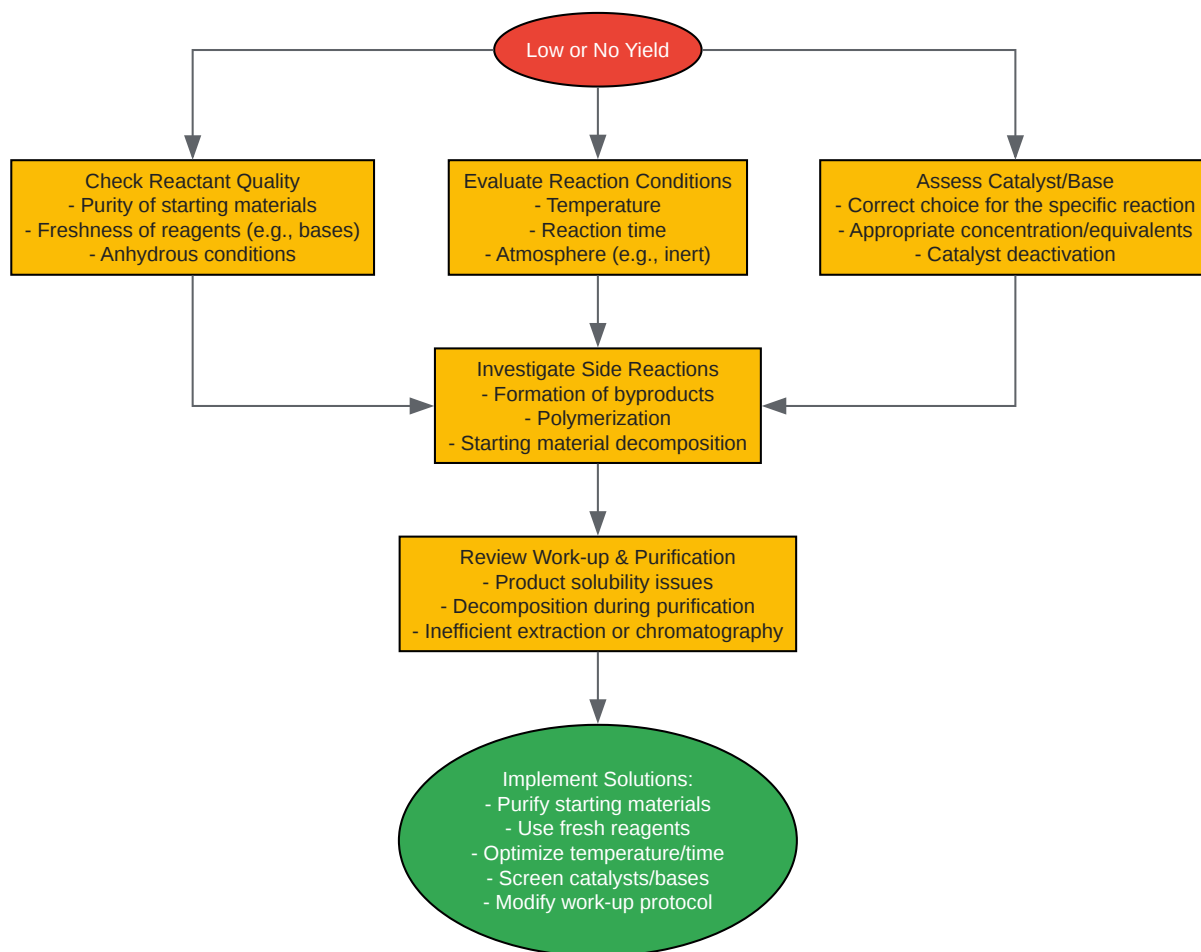 Low or No Yield
Check Reactant Quality
- Purity of starting materials
- Freshness of reagents (e.g., bases)
- Anhydrous conditions
Evaluate Reaction Conditions
- Temperature
- Reaction time
- Atmosphere (e.g., inert)
Assess Catalyst/Base
- Correct choice for the specific reaction
- Appropriate concentration/equivalents
- Catalyst deactivation
Investigate Side Reactions
- Formation of byproducts
- Polymerization
- Starting material decomposition
Review Work-up & Purification
- Product solubility issues
- Decomposition during purification
- Inefficient extraction or chromatography
Implement Solutions:
- Purify starting materials
- Use fresh reagents
- Optimize temperature/time
- Screen catalysts/bases
- Modify work-up protocol